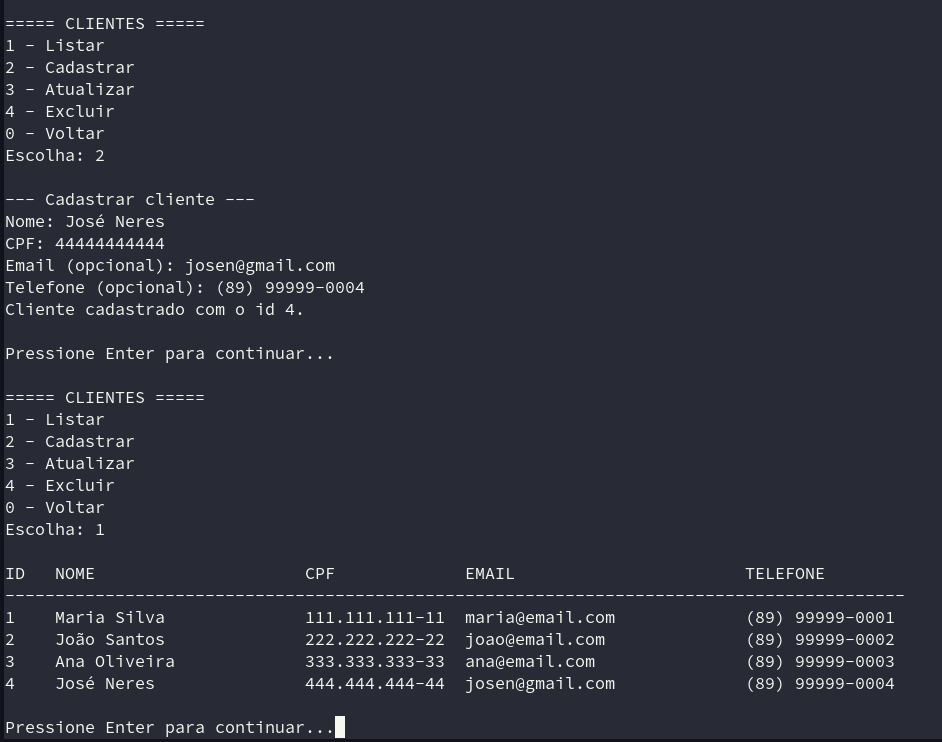 ===== CLIENTES =====
1 - Listar
2 - Cadastrar
3 - Atualizar
4 - Excluir
0 - Voltar
Escolha: 2
--- Cadastrar cliente ---
Nome: José Neres
CPF: 44444444444
Email (opcional): josen@gmail.com
Telefone (opcional): (89) 99999-0004
Cliente cadastrado com o id 4.
Pressione Enter para continuar...
===== CLIENTES =====
1 - Listar
2 - Cadastrar
3 - Atualizar
4 - Excluir
0 - Voltar
Escolha: 1
ID   NOME                     CPF             EMAIL                       TELEFONE
------------------------------------------------------------------------------------------
1    Maria Silva              111.111.111-11  maria@email.com             (89) 99999-0001
2    João Santos              222.222.222-22  joao@email.com              (89) 99999-0002
3    Ana Oliveira             333.333.333-33  ana@email.com               (89) 99999-0003
4    José Neres               444.444.444-44  josen@gmail.com             (89) 99999-0004
Pressione Enter para continuar...